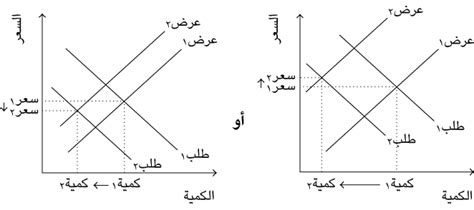 السعر
عرض٢
عرض١
سعر٢
سعر١
طلب١
طلب٢
كمية١ ← كمية٢
الكمية
أو
السعر
عرض٢
عرض١
سعر١
سعر٢
طلب١
طلب٢
كمية١ ← كمية٢
الكمية